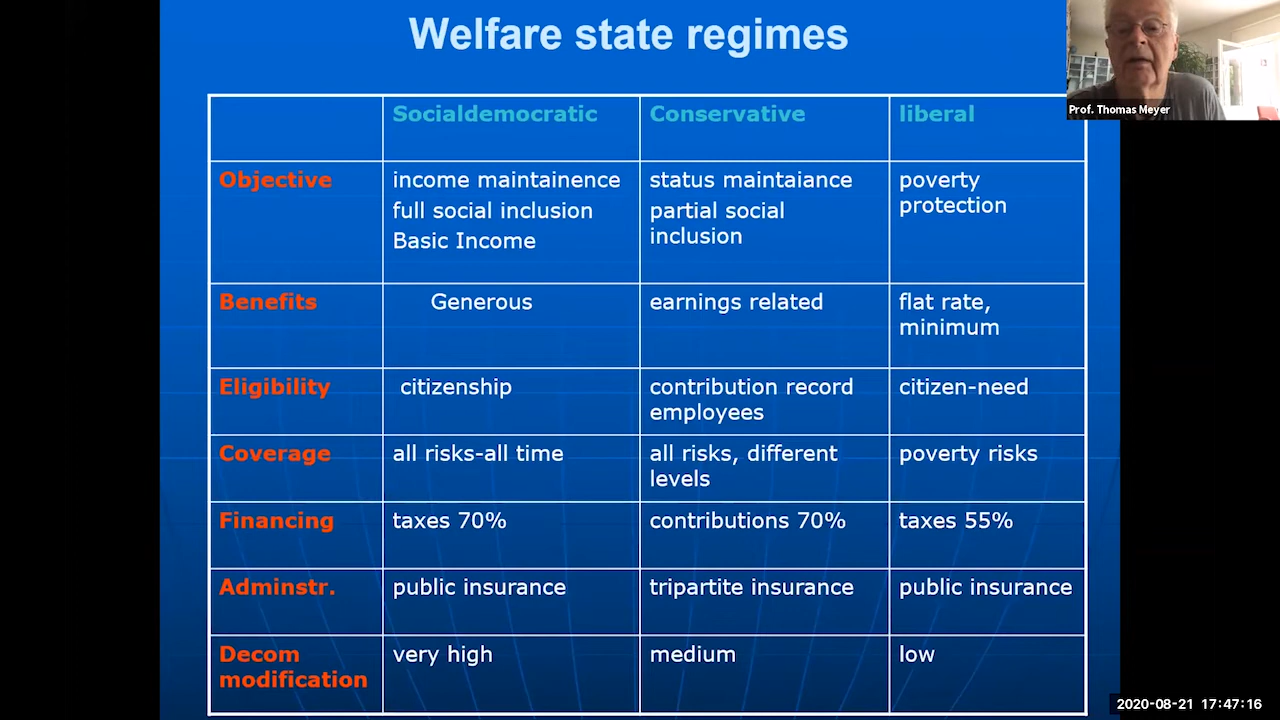 Welfare state regimes
Prof. Thomas Meyer
Socialdemocratic
Conservative
liberal
Objective
income maintainence
full social inclusion
Basic Income
status maintaiance
partial social
inclusion
poverty
protection
Benefits
Generous
earnings related
flat rate,
minimum
Eligibility
citizenship
contribution record
employees
citizen-need
Coverage
all risks-all time
all risks, different
levels
poverty risks
Financing
taxes 70%
contributions 70%
taxes 55%
Adminstr.
public insurance
tripartite insurance
public insurance
Decom
modification
very high
medium
low
2020-08-21 17:47:16